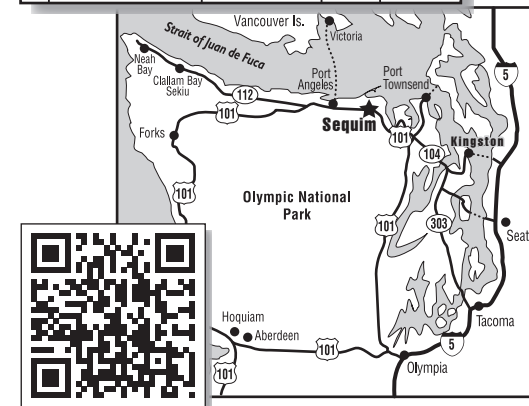 Vancouver Is.
Victoria
Strait of Juan de Fuca
Neah
Bay
Clallam Bay
Sekiu
112
101
Port
Angeles
Port
Townsend
5
Sequim
101
Forks
104
Kingston
101
Olympic National
Park
101
303
Seat
Hoquiam
Aberdeen
101
101
5
Tacoma
Olympia